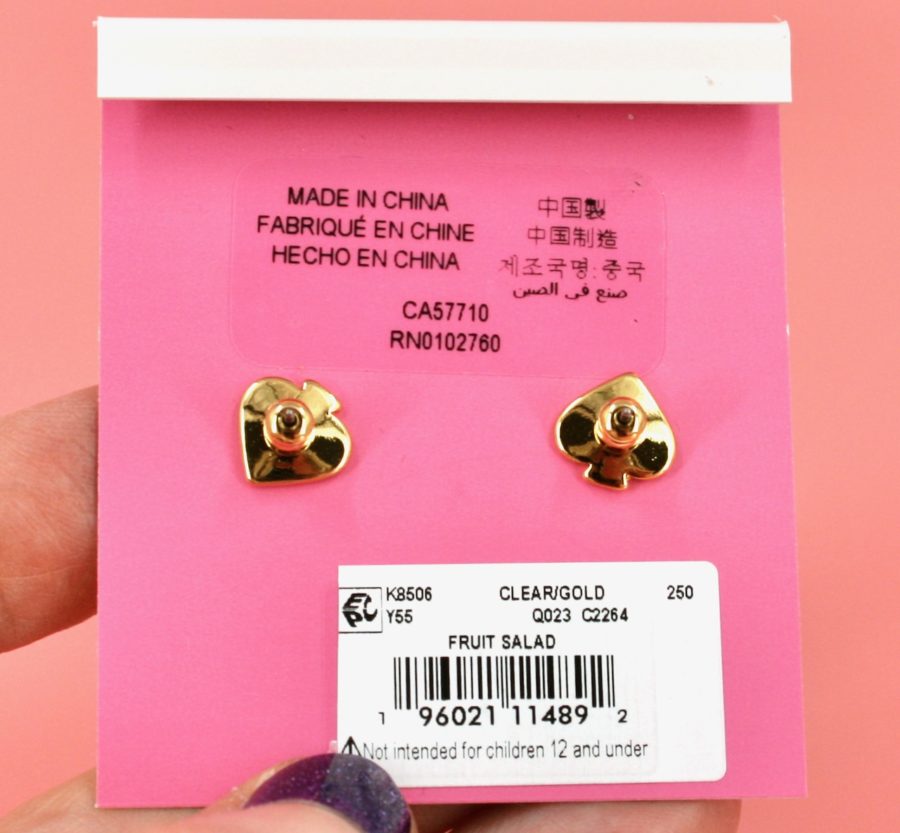 MADE IN CHINA
FABRIQUÉ EN CHINE
HECHO EN CHINA
中国製
中国制造
제조국명:중국
صنع في الصين
CA57710
RN0102760
K8506 CLEAR/GOLD 250
Y55 Q023 C2264
FRUIT SALAD
1 96021 11489 2
Not intended for children 12 and under